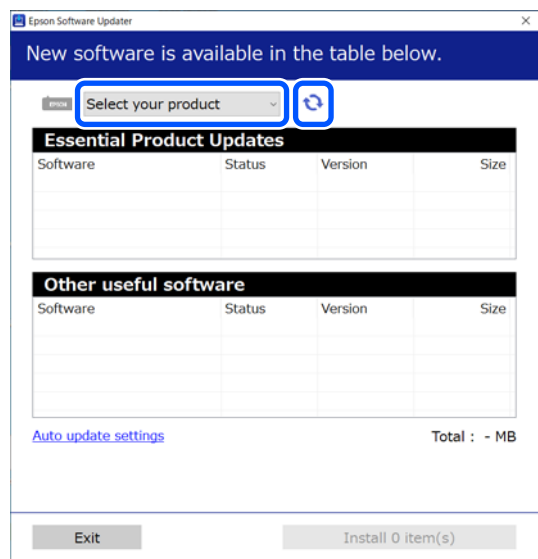 Epson Software Updater
New software is available in the table below.
EPSON Select your product
Essential Product Updates
Software Status Version Size
Other useful software
Software Status Version Size
Auto update settings Total : - MB
Exit Install 0 item(s)